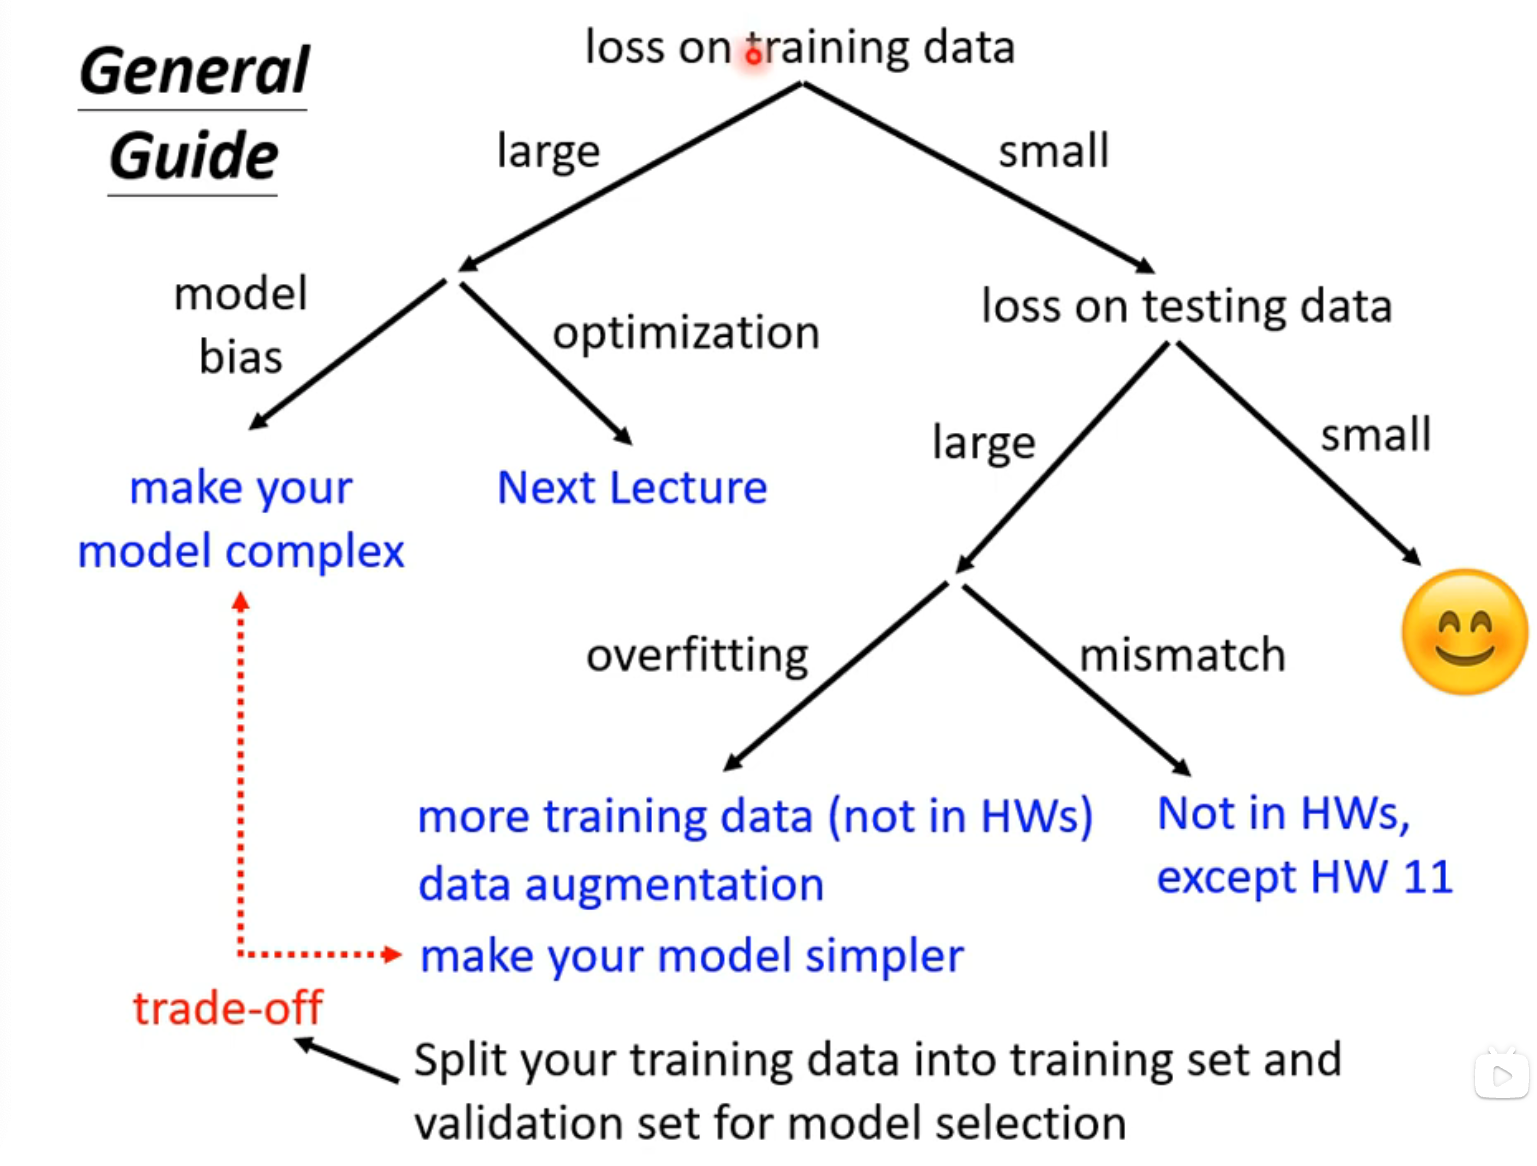 General
Guide
loss on training data
large
small
model
bias
optimization
loss on testing data
make your
model complex
Next Lecture
large
small
overfitting
mismatch
more training data (not in HWs)
data augmentation
make your model simpler
Not in HWs,
except HW 11
trade-off
Split your training data into training set and
validation set for model selection